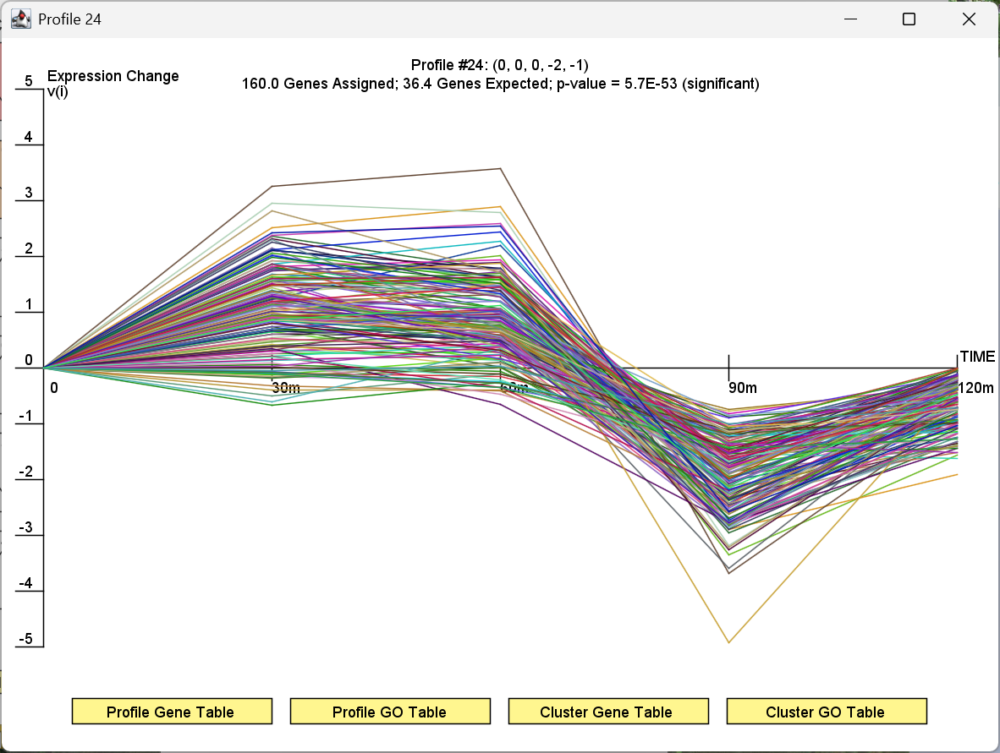 Profile 24
Profile #24: (0, 0, 0, -2, -1)
160.0 Genes Assigned; 36.4 Genes Expected; p-value = 5.7E-53 (significant)
Expression Change
v(i)
5
4
3
2
1
0
-1
-2
-3
-4
-5
TIME
0
30m
60m
90m
120m
Profile Gene Table
Profile GO Table
Cluster Gene Table
Cluster GO Table